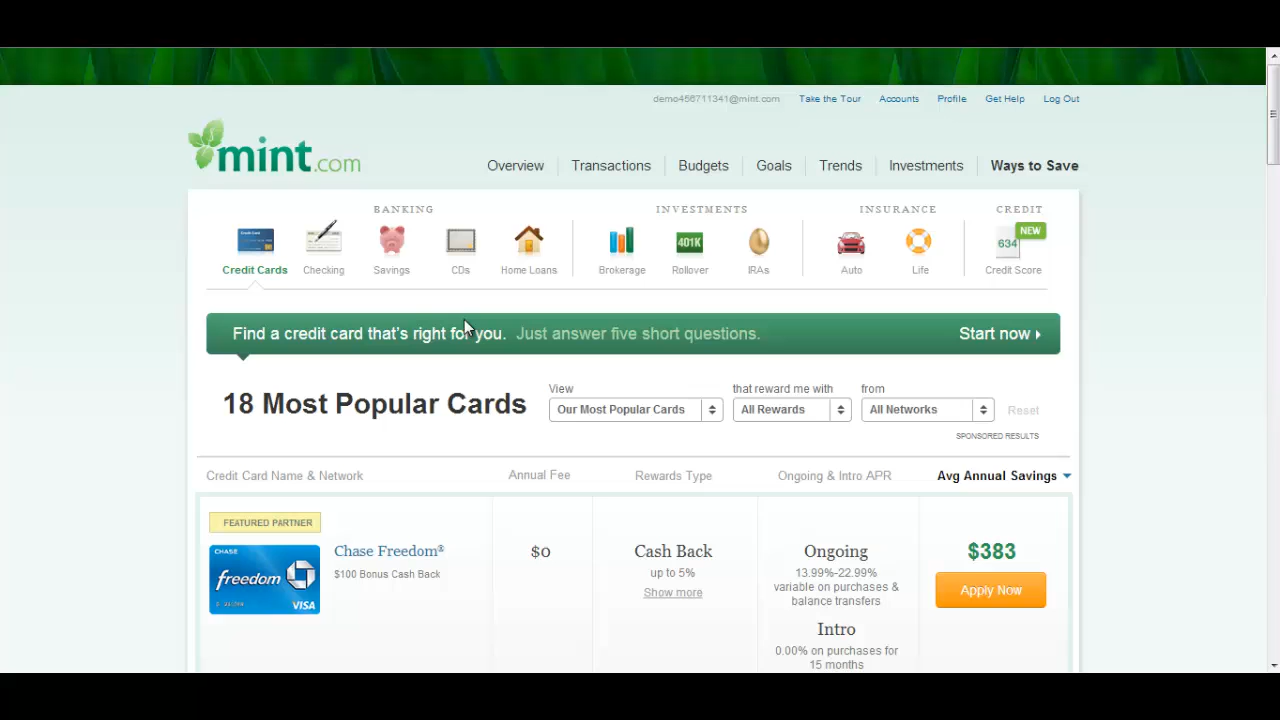 demo456711341@mint.com Take the Tour Accounts Profile Get Help Log Out
mint.com
Overview Transactions Budgets Goals Trends Investments Ways to Save
BANKING INVESTMENTS INSURANCE CREDIT
401K 634 NEW
Credit Cards Checking Savings CDs Home Loans Brokerage Rollover IRAs Auto Life Credit Score
Find a credit card that's right for you. Just answer five short questions. Start now
View that reward me with from
18 Most Popular Cards Our Most Popular Cards All Rewards All Networks Reset
SPONSORED RESULTS
Credit Card Name & Network Annual Fee Rewards Type Ongoing & Intro APR Avg Annual Savings
FEATURED PARTNER
CHASE
freedom
VISA
Chase Freedom®
$100 Bonus Cash Back
$0
Cash Back
up to 5%
Show more
Ongoing
13.99%-22.99%
variable on purchases &
balance transfers
Intro
0.00% on purchases for
15 months
$383
Apply Now